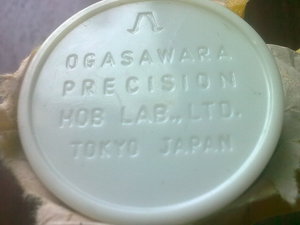 OGASAWARA
PRECISION
HOB LAB., LTD.
TOKYO JAPAN